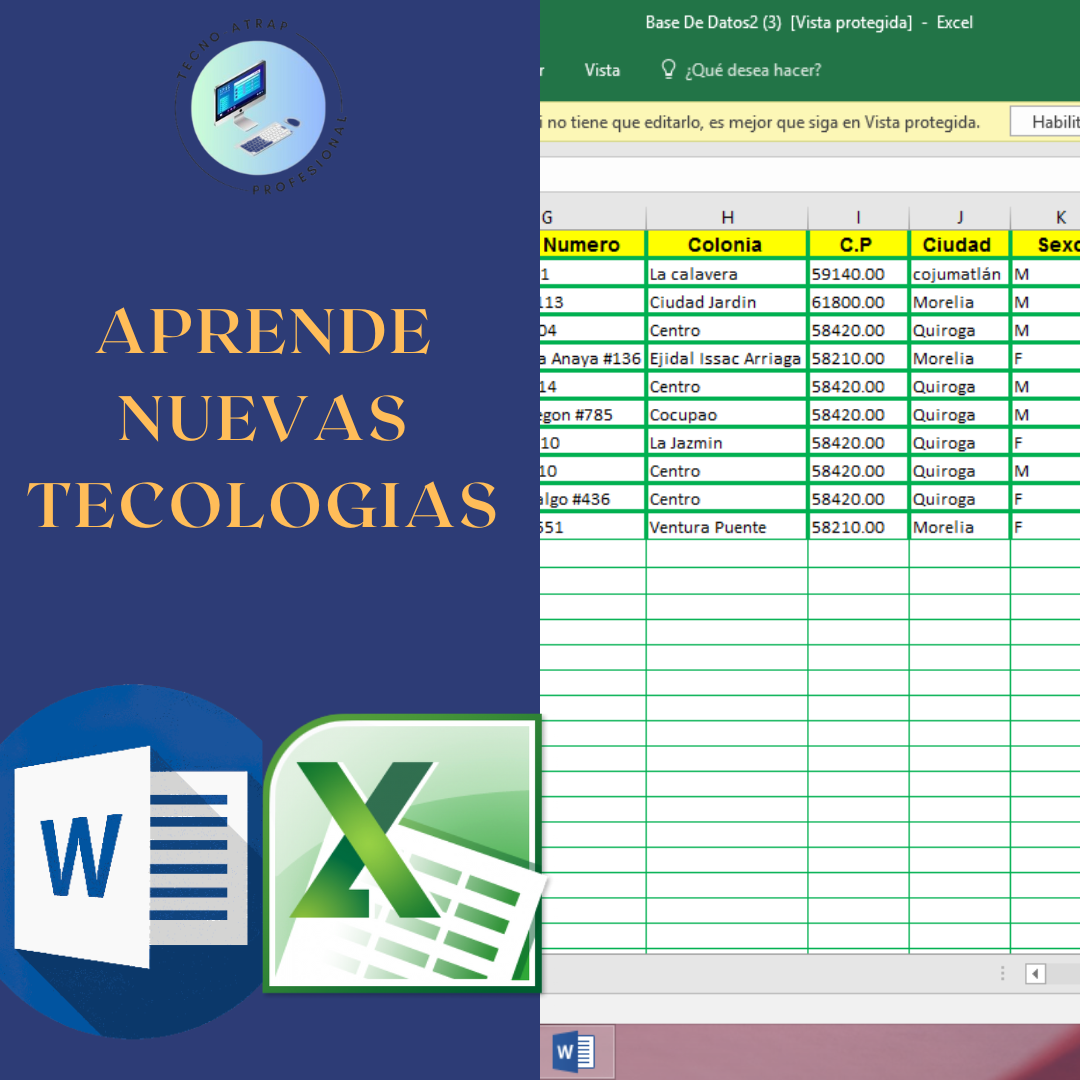 TECNO ATRAP
PROFESIONAL
APRENDE
NUEVAS
TECOLOGIAS
W
X
Base De Datos2 (3) [Vista protegida] - Excel
r Vista ¿Qué desea hacer?
i no tiene que editarlo, es mejor que siga en Vista protegida. Habilit
G H I J K
Numero Colonia C.P Ciudad Sexo
1 La calavera 59140.00 cojumatlán M
113 Ciudad Jardin 61800.00 Morelia M
04 Centro 58420.00 Quiroga M
a Anaya #136 Ejidal Issac Arriaga 58210.00 Morelia F
14 Centro 58420.00 Quiroga M
egon #785 Cocupao 58420.00 Quiroga M
10 La Jazmin 58420.00 Quiroga F
10 Centro 58420.00 Quiroga M
algo #436 Centro 58420.00 Quiroga F
551 Ventura Puente 58210.00 Morelia F
W